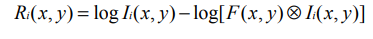 Ri(x, y) = log Ii(x, y) − log[F(x, y) ⊗ Ii(x, y)]